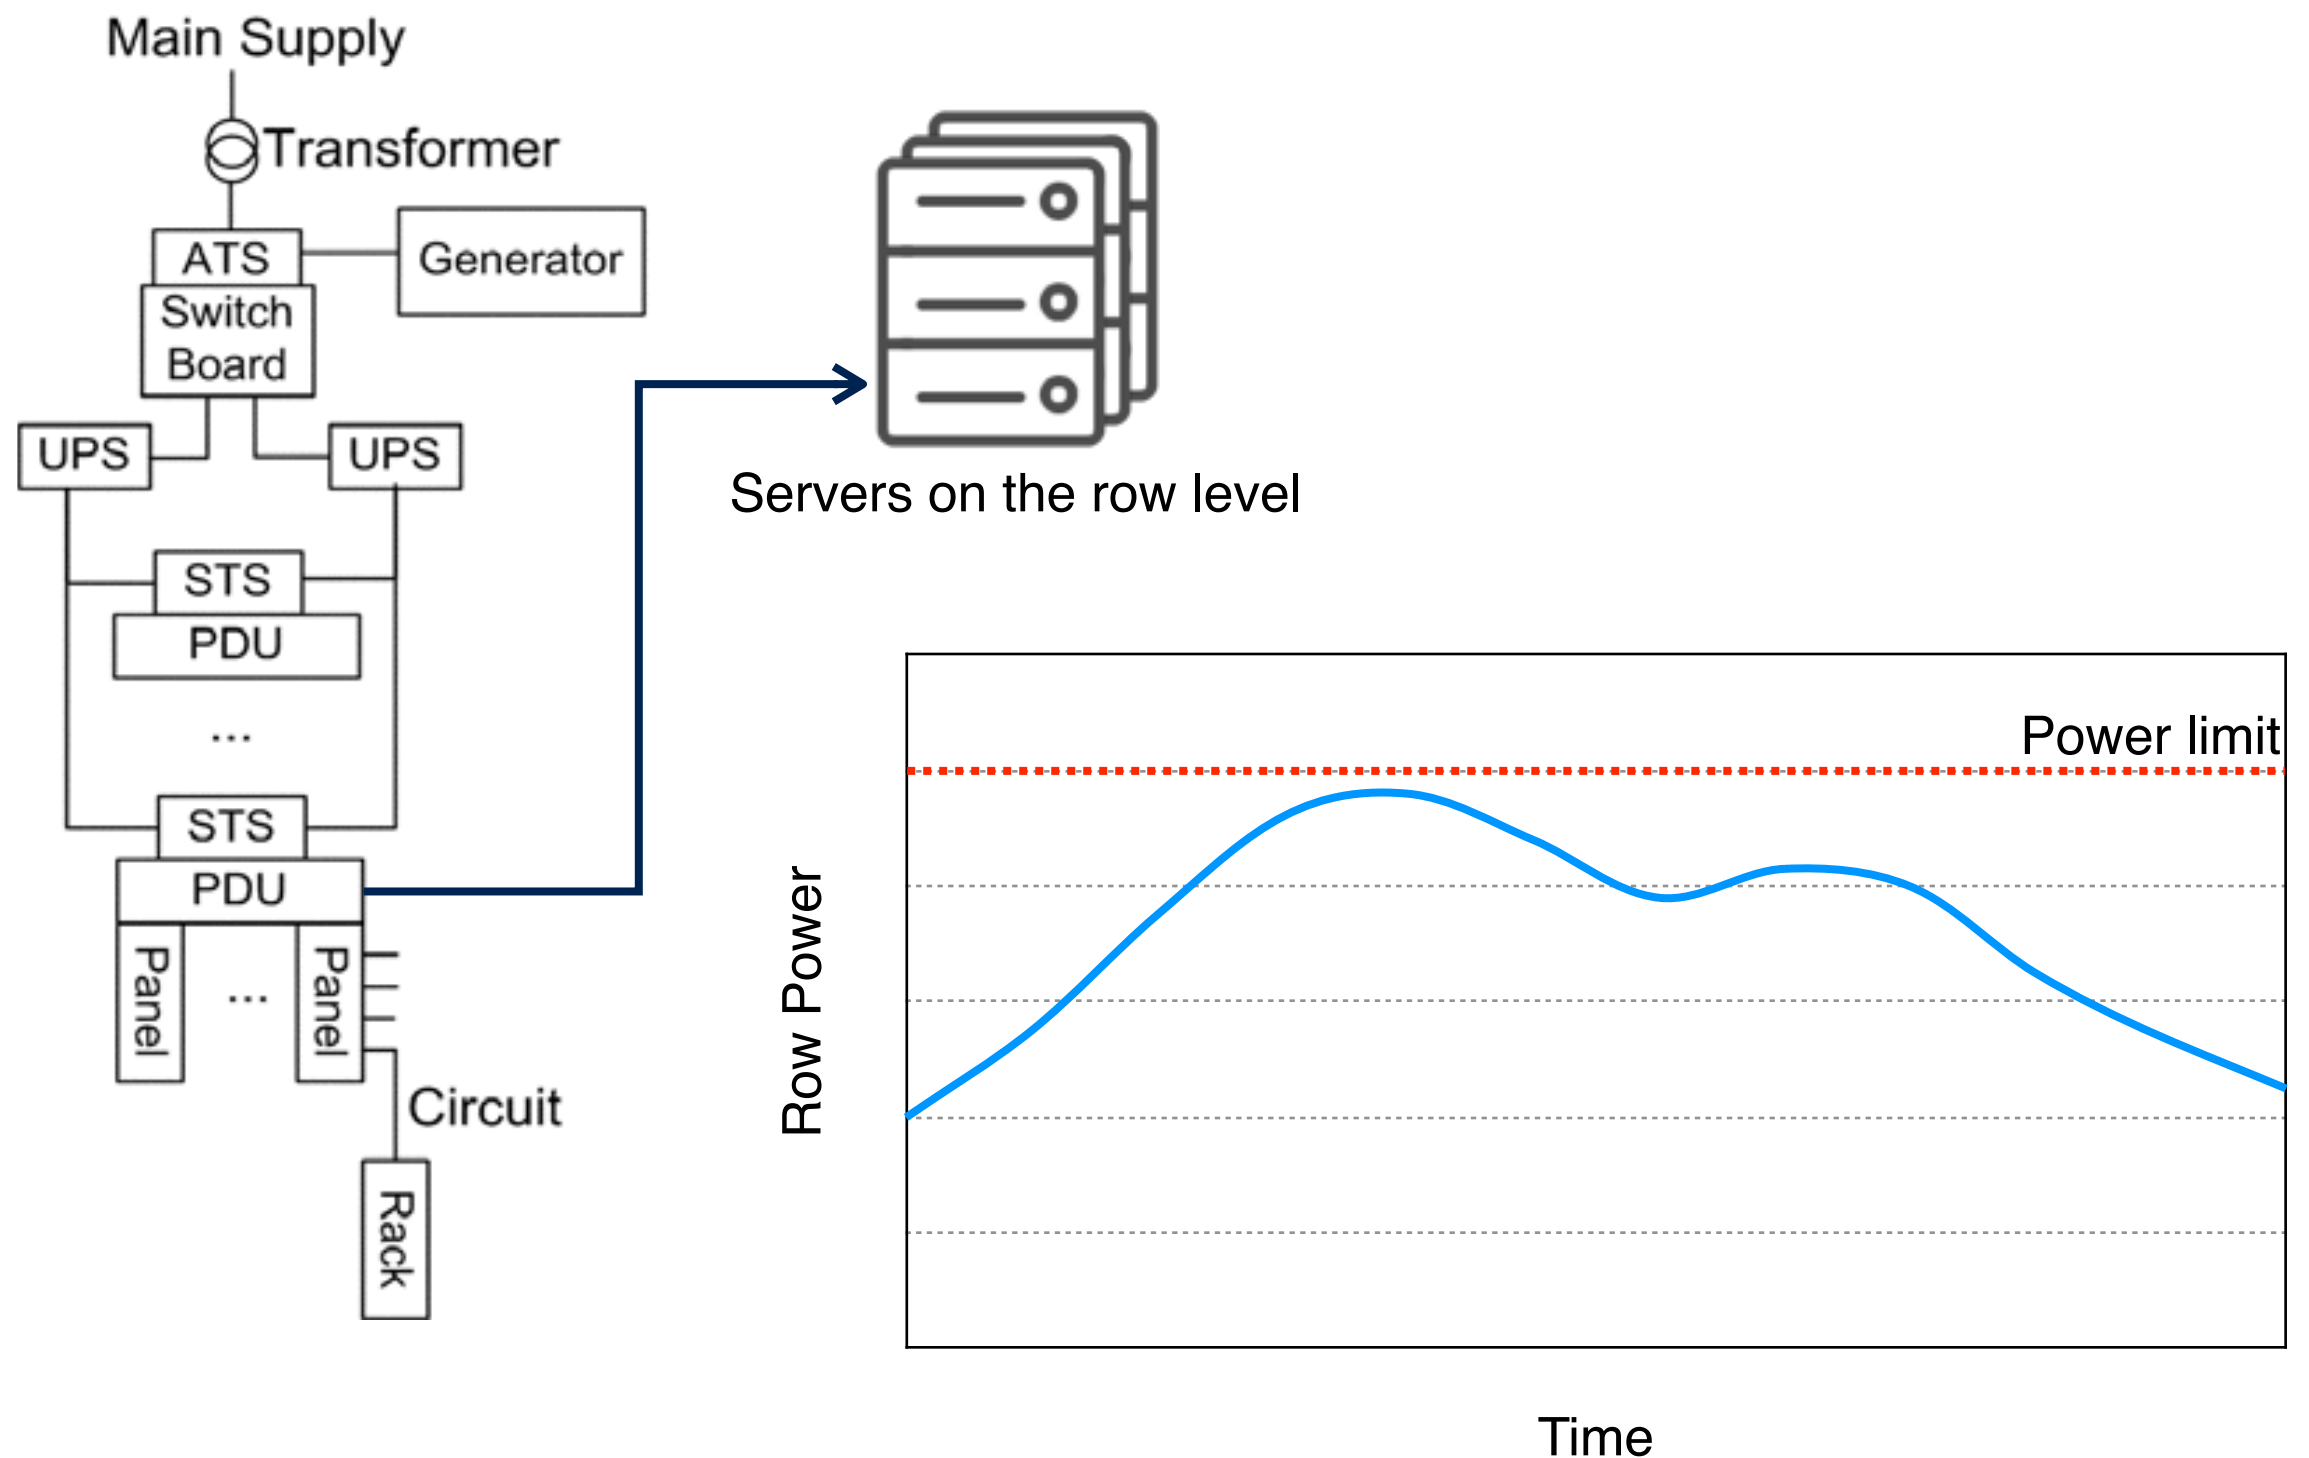 Main Supply
Transformer
ATS
Generator
Switch
Board
UPS
UPS
STS
PDU
...
STS
PDU
Panel
...
Panel
Circuit
Rack
Servers on the row level
Power limit
Row Power
Time